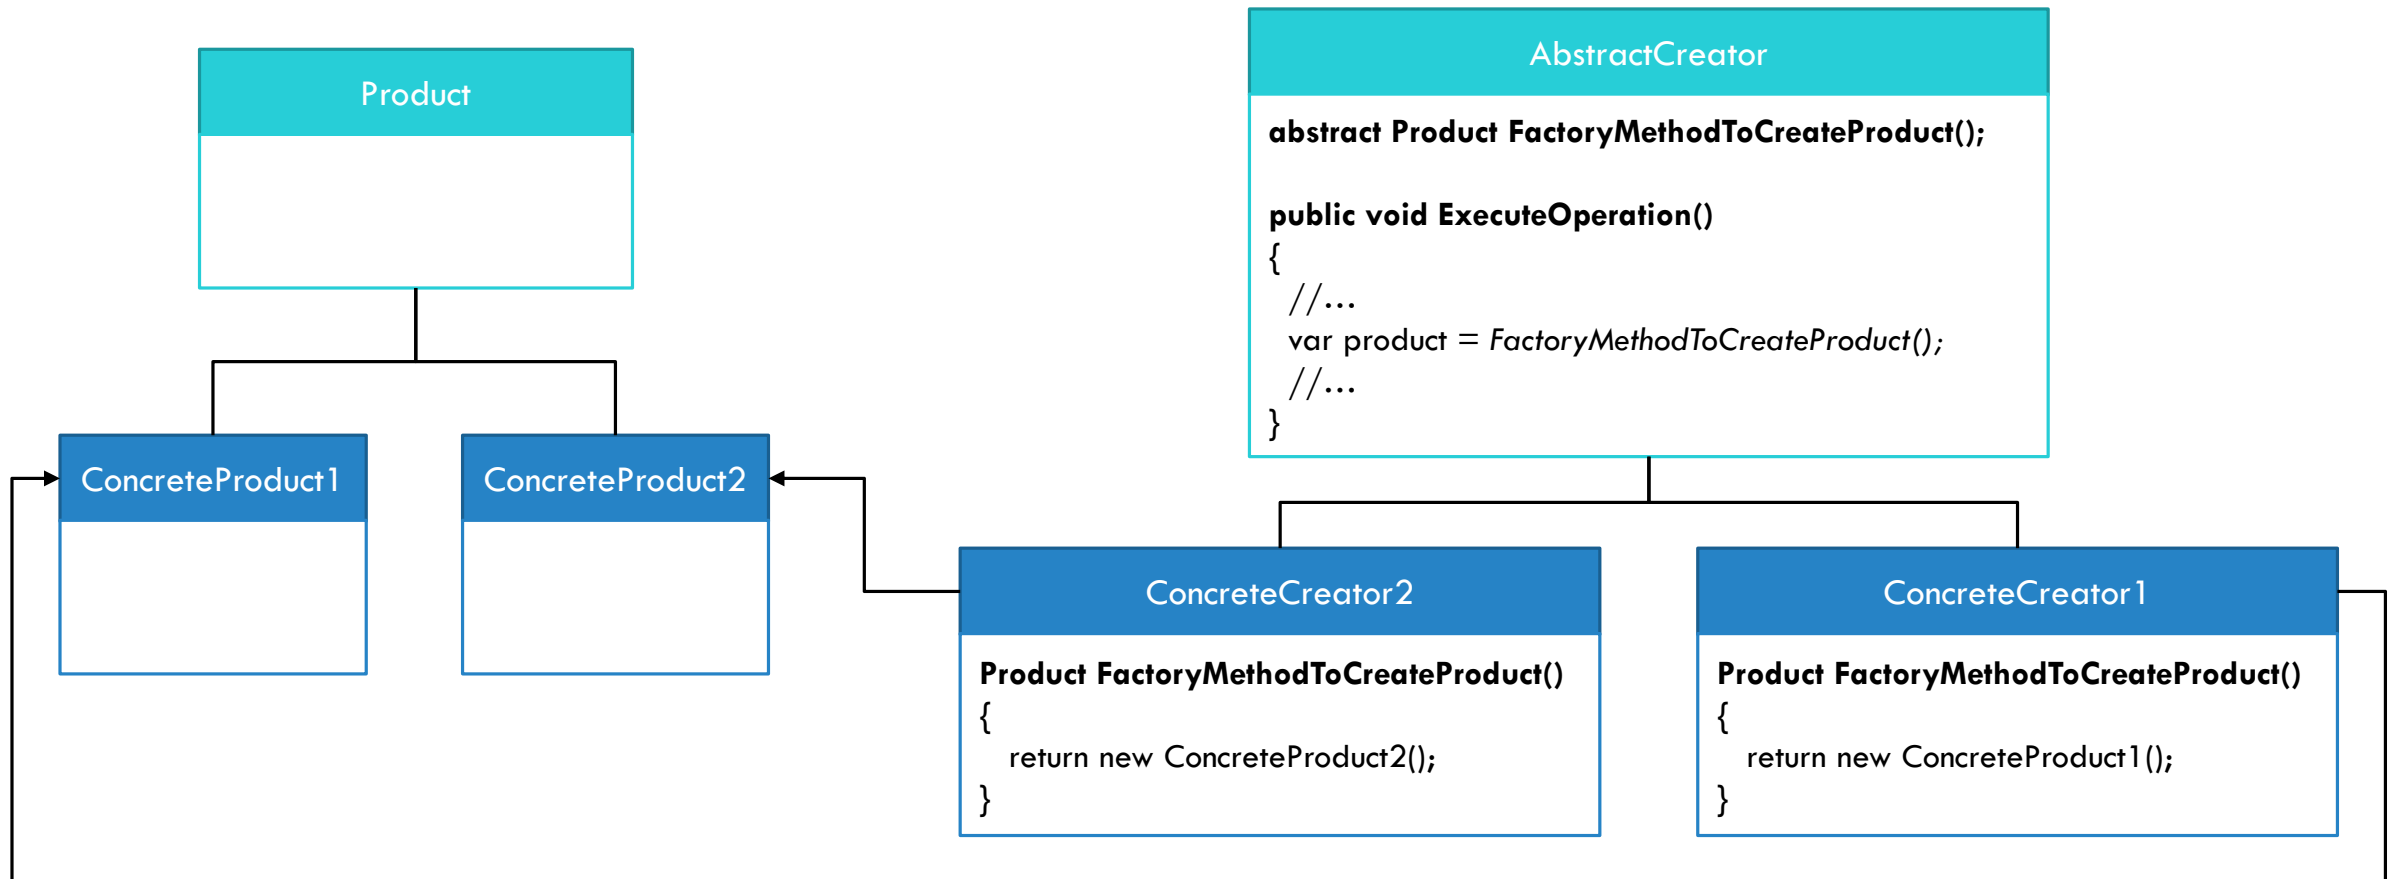 Product
ConcreteProduct1
ConcreteProduct2
AbstractCreator
abstract Product FactoryMethodToCreateProduct();
public void ExecuteOperation()
{
//...
var product = FactoryMethodToCreateProduct();
//...
}
ConcreteCreator2
Product FactoryMethodToCreateProduct()
{
return new ConcreteProduct2();
}
ConcreteCreator1
Product FactoryMethodToCreateProduct()
{
return new ConcreteProduct1();
}